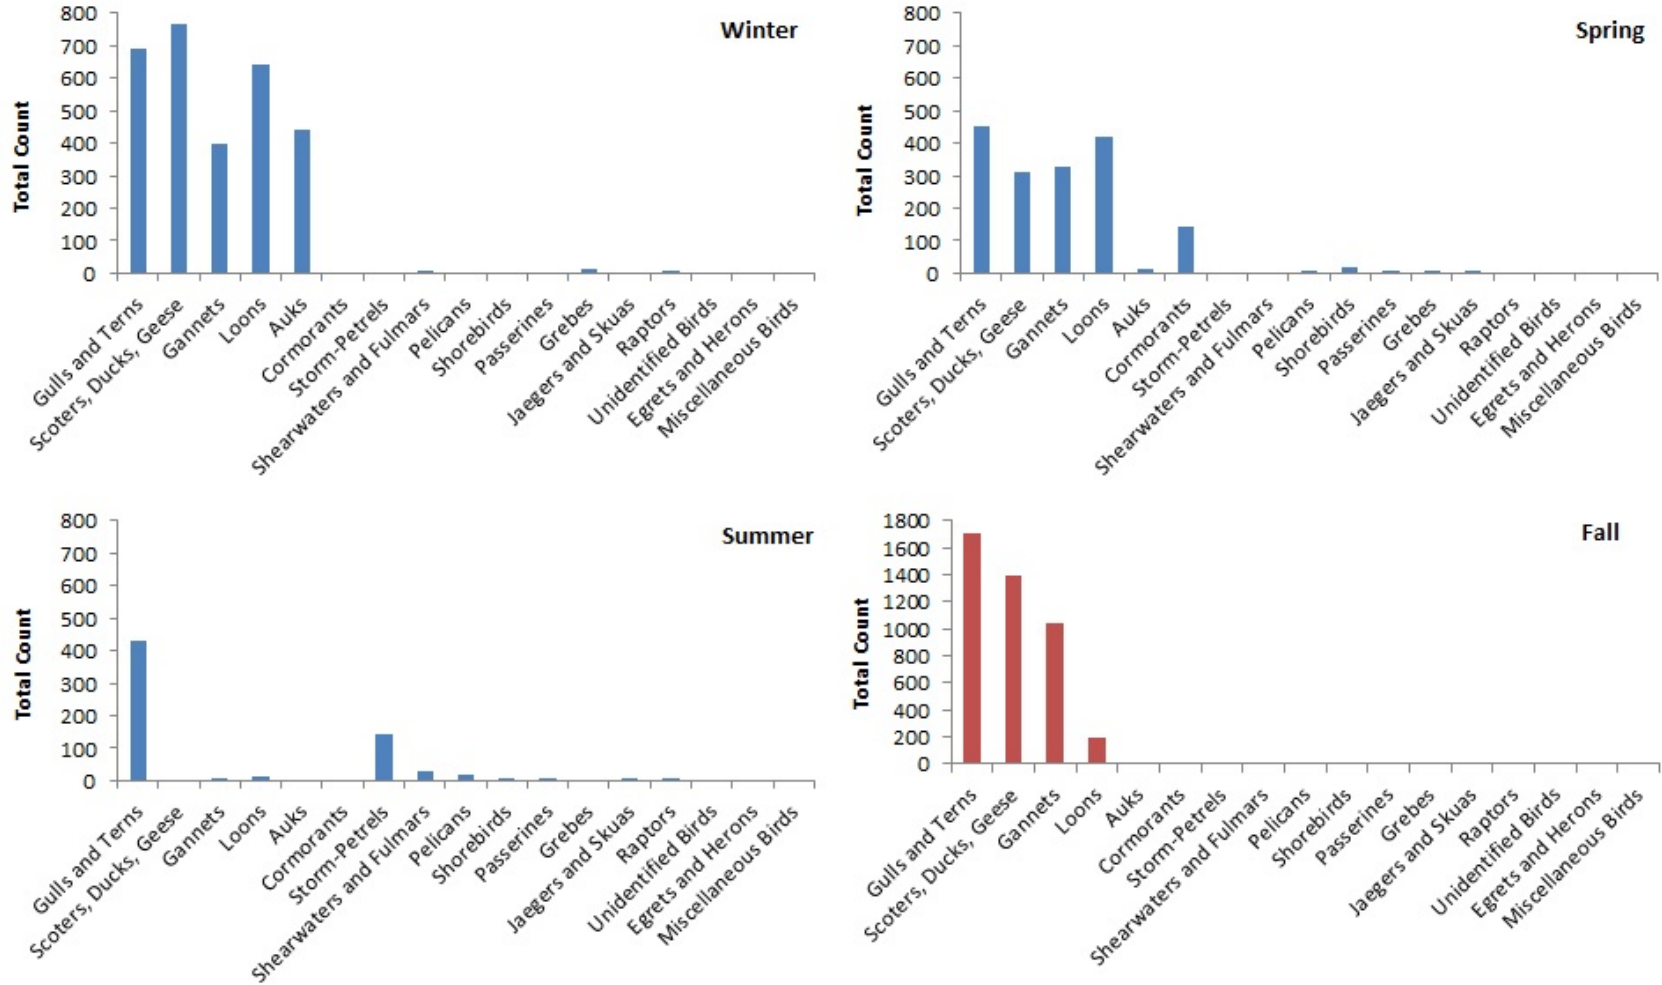 Winter
Total Count
800
700
600
500
400
300
200
100
0
Gulls and Terns
Scoters, Ducks, Geese
Gannets
Loons
Auks
Cormorants
Storm-Petrels
Shearwaters and Fulmars
Pelicans
Shorebirds
Passerines
Grebes
Jaegers and Skuas
Raptors
Unidentified Birds
Egrets and Herons
Miscellaneous Birds
Spring
Total Count
800
700
600
500
400
300
200
100
0
Gulls and Terns
Scoters, Ducks, Geese
Gannets
Loons
Auks
Cormorants
Storm-Petrels
Shearwaters and Fulmars
Pelicans
Shorebirds
Passerines
Grebes
Jaegers and Skuas
Raptors
Unidentified Birds
Egrets and Herons
Miscellaneous Birds
Summer
Total Count
800
700
600
500
400
300
200
100
0
Gulls and Terns
Scoters, Ducks, Geese
Gannets
Loons
Auks
Cormorants
Storm-Petrels
Shearwaters and Fulmars
Pelicans
Shorebirds
Passerines
Grebes
Jaegers and Skuas
Raptors
Unidentified Birds
Egrets and Herons
Miscellaneous Birds
Fall
Total Count
1800
1600
1400
1200
1000
800
600
400
200
0
Gulls and Terns
Scoters, Ducks, Geese
Gannets
Loons
Auks
Cormorants
Storm-Petrels
Shearwaters and Fulmars
Pelicans
Shorebirds
Passerines
Grebes
Jaegers and Skuas
Raptors
Unidentified Birds
Egrets and Herons
Miscellaneous Birds